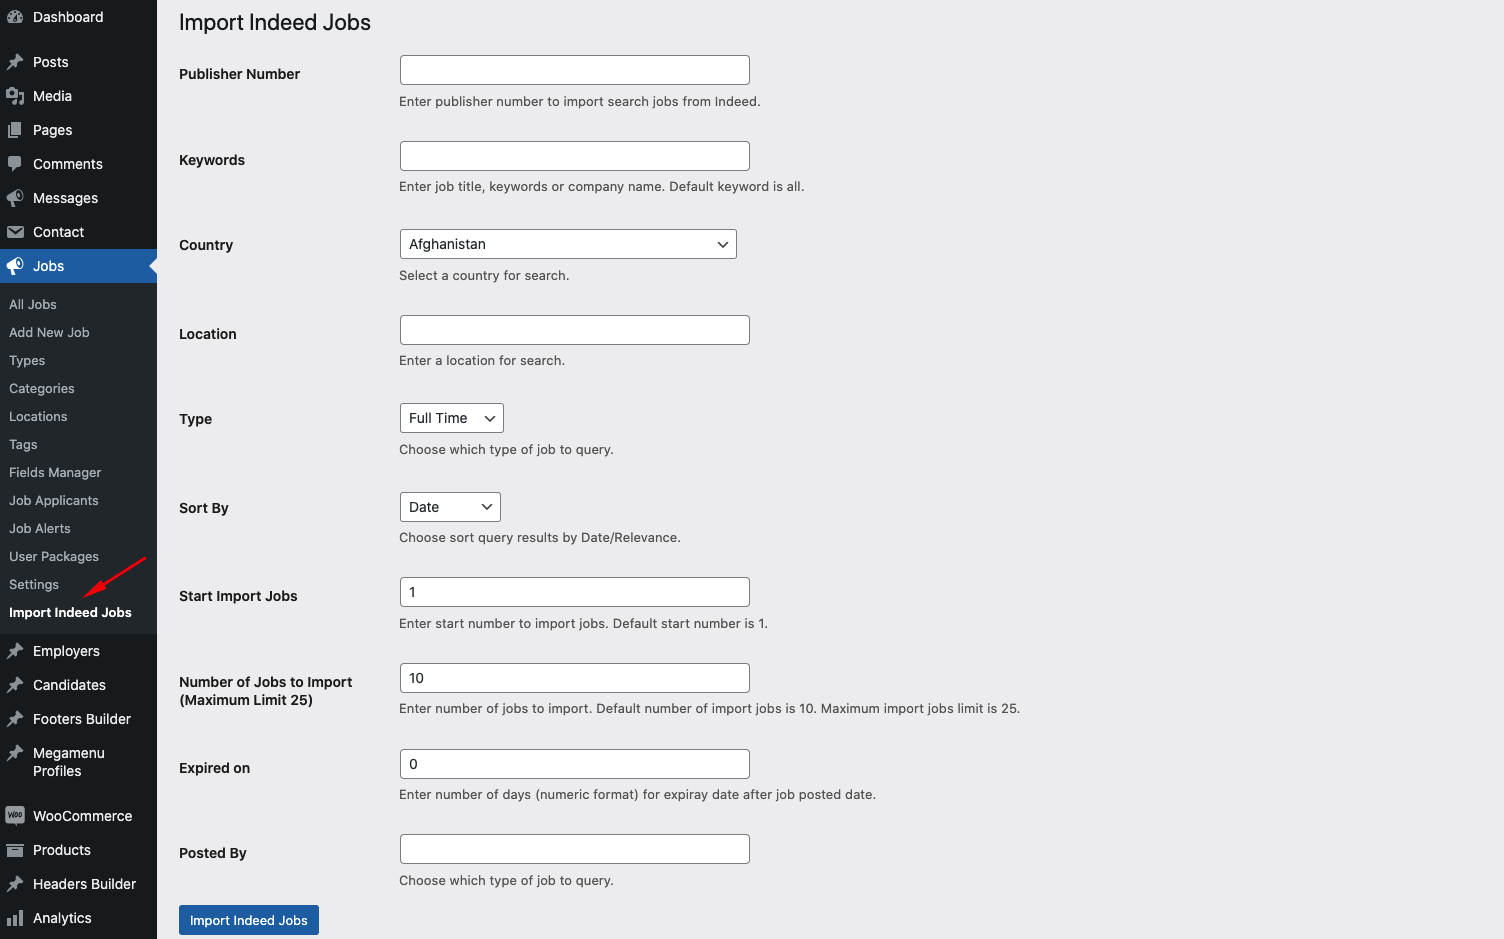 Dashboard
Posts
Media
Pages
Comments
Messages
Contact
Jobs
All Jobs
Add New Job
Types
Categories
Locations
Tags
Fields Manager
Job Applicants
Job Alerts
User Packages
Settings
Import Indeed Jobs
Employers
Candidates
Footers Builder
Megamenu
Profiles
WooCommerce
Products
Headers Builder
Analytics
Import Indeed Jobs
Publisher Number
Enter publisher number to import search jobs from Indeed.
Keywords
Enter job title, keywords or company name. Default keyword is all.
Country
Afghanistan
Select a country for search.
Location
Enter a location for search.
Type
Full Time
Choose which type of job to query.
Sort By
Date
Choose sort query results by Date/Relevance.
Start Import Jobs
1
Enter start number to import jobs. Default start number is 1.
Number of Jobs to Import
(Maximum Limit 25)
10
Enter number of jobs to import. Default number of import jobs is 10. Maximum import jobs limit is 25.
Expired on
0
Enter number of days (numeric format) for expiray date after job posted date.
Posted By
Choose which type of job to query.
Import Indeed Jobs